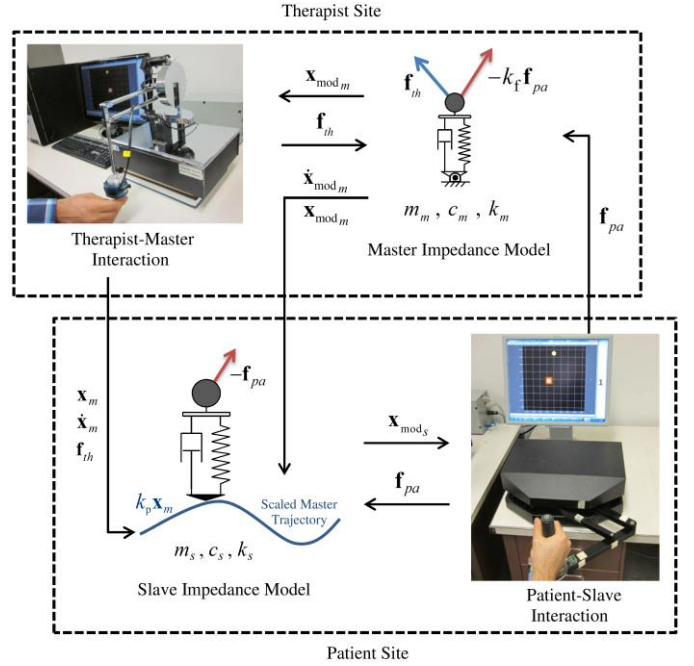 Therapist Site
x_mod_m
f_th
f_th
-k_f f_pa
ẋ_mod_m
x_mod_m
m_m , c_m , k_m
f_pa
Therapist-Master
Interaction
Master Impedance Model
x_m
ẋ_m
f_th
-f_pa
x_mod_s
f_pa
k_p x_m
Scaled Master
Trajectory
m_s , c_s , k_s
Slave Impedance Model
1
Patient-Slave
Interaction
Patient Site